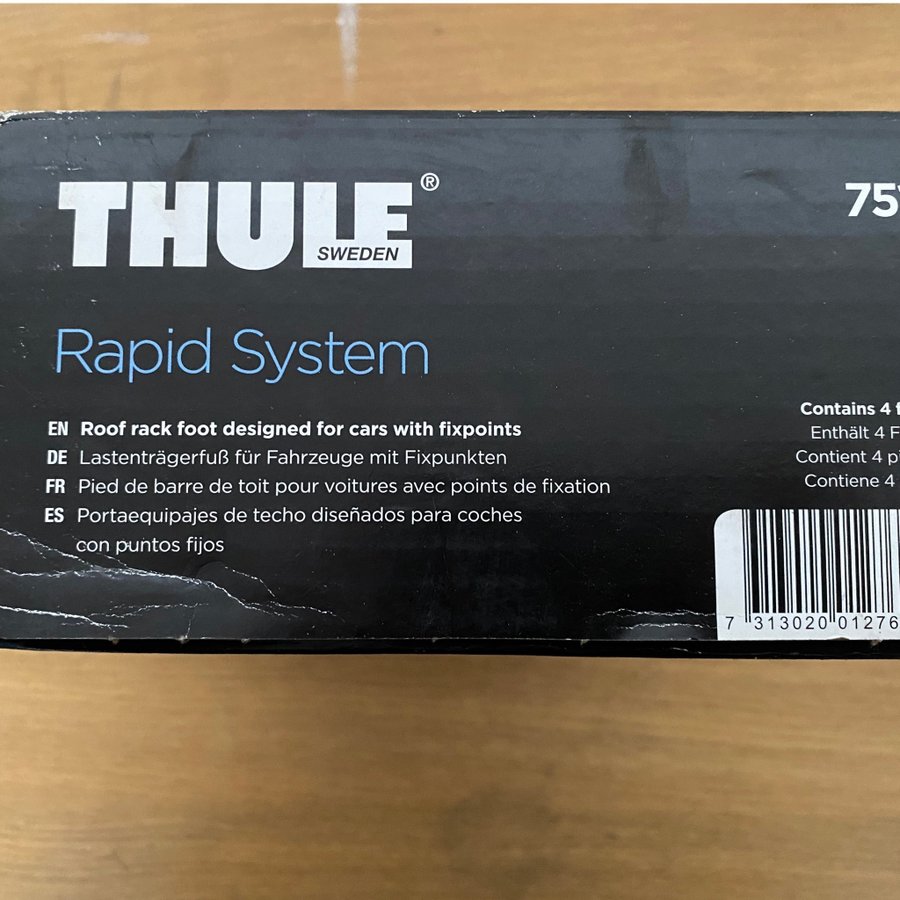 THULE®
SWEDEN
75
Rapid System
EN Roof rack foot designed for cars with fixpoints
DE Lastenträgerfuß für Fahrzeuge mit Fixpunkten
FR Pied de barre de toit pour voitures avec points de fixation
ES Portaequipajes de techo diseñados para coches
con puntos fijos
Contains 4
Enthält 4
Contient 4
Contiene 4
7 313020 01276